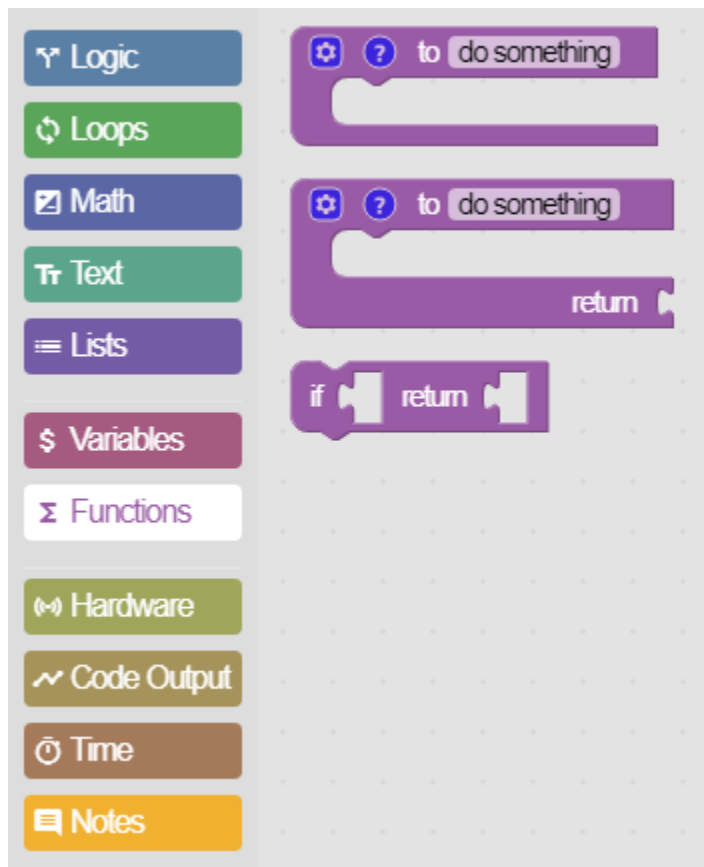 Logic
Loops
Math
Tт Text
Lists
$ Variables
Σ Functions
Hardware
Code Output
Time
Notes
? to do something
? to do something
return
if return